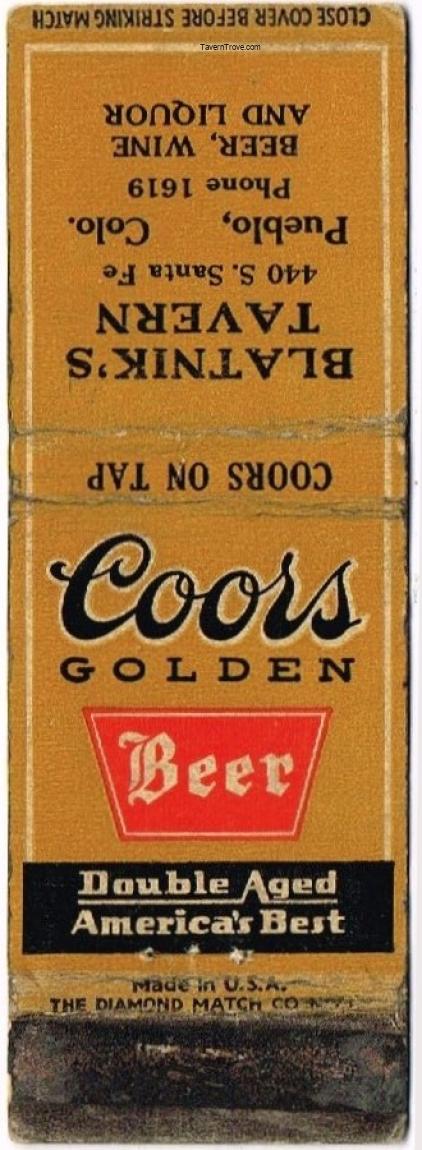 CLOSE COVER BEFORE STRIKING MATCH
TavernTrove.com
BLATNIK'S
TAVERN
440 S. Santa Fe
Pueblo, Colo.
Phone 1619
BEER, WINE
AND LIQUOR
COORS ON TAP
Coors
GOLDEN
Beer
Double Aged
America's Best
Made in U.S.A.
THE DIAMOND MATCH CO